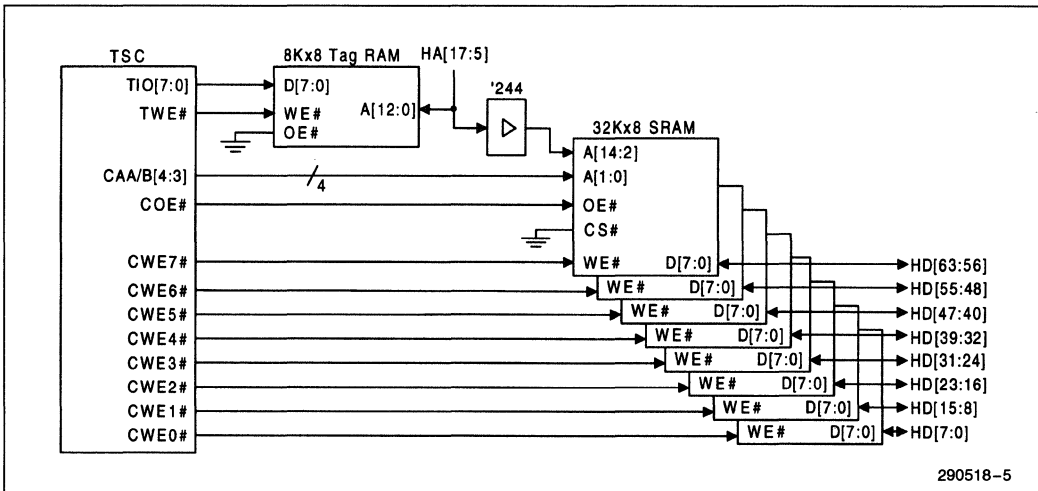 TSC
8Kx8 Tag RAM
HA[17:5]
TIO[7:0]
D[7:0]
'244
TWE#
WE#
A[12:0]
OE#
32Kx8 SRAM
A[14:2]
CAA/B[4:3]
4
A[1:0]
COE#
OE#
CS#
CWE7#
WE# D[7:0]
HD[63:56]
CWE6#
WE# D[7:0]
HD[55:48]
CWE5#
WE# D[7:0]
HD[47:40]
CWE4#
WE# D[7:0]
HD[39:32]
CWE3#
WE# D[7:0]
HD[31:24]
CWE2#
WE# D[7:0]
HD[23:16]
CWE1#
WE# D[7:0]
HD[15:8]
CWE0#
WE# D[7:0]
HD[7:0]
290518-5